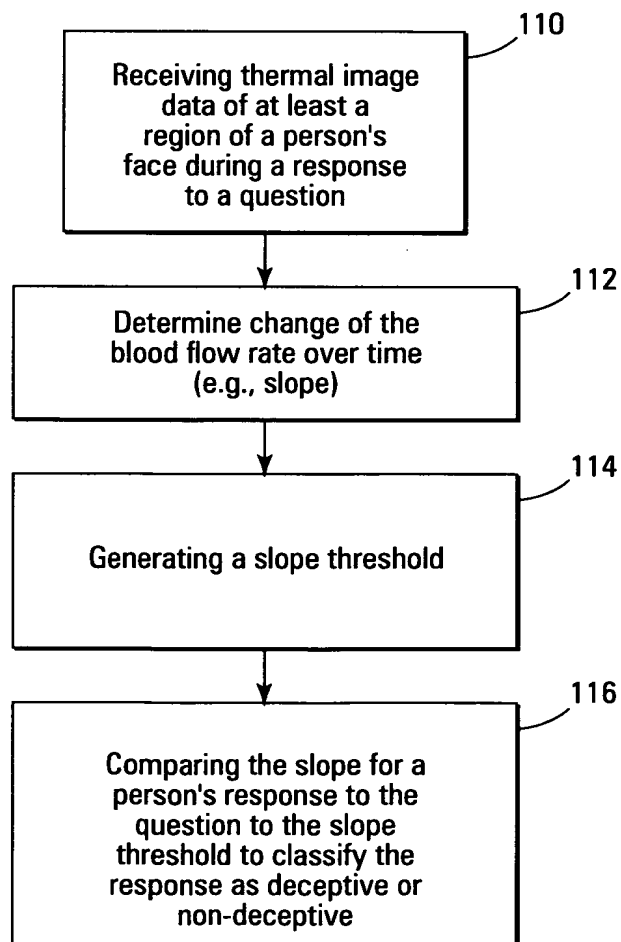 110
Receiving thermal image
data of at least a
region of a person's
face during a response
to a question
112
Determine change of the
blood flow rate over time
(e.g., slope)
114
Generating a slope threshold
116
Comparing the slope for a
person's response to the
question to the slope
threshold to classify the
response as deceptive or
non-deceptive